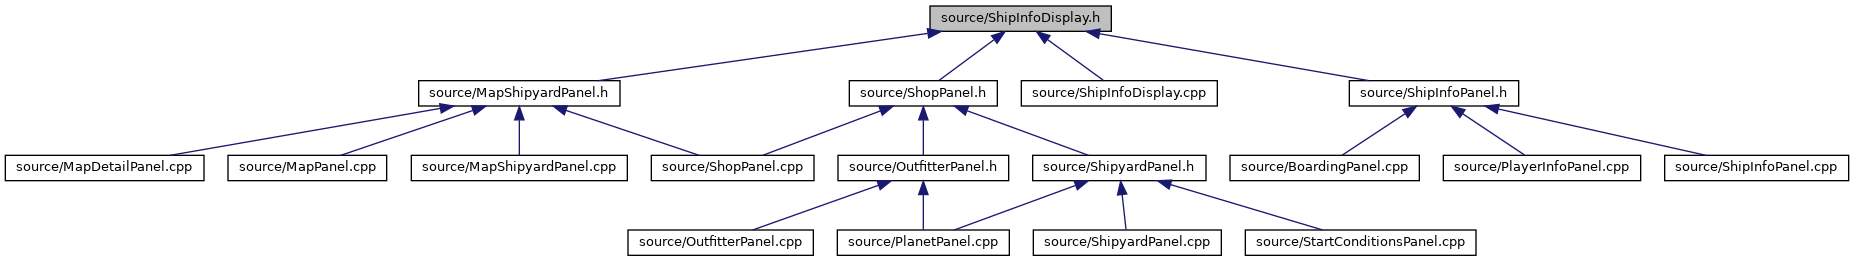 source/ShipInfoDisplay.h
source/MapShipyardPanel.h
source/ShopPanel.h
source/ShipInfoDisplay.cpp
source/ShipInfoPanel.h
source/MapDetailPanel.cpp
source/MapPanel.cpp
source/MapShipyardPanel.cpp
source/ShopPanel.cpp
source/OutfitterPanel.h
source/ShipyardPanel.h
source/BoardingPanel.cpp
source/PlayerInfoPanel.cpp
source/ShipInfoPanel.cpp
source/OutfitterPanel.cpp
source/PlanetPanel.cpp
source/ShipyardPanel.cpp
source/StartConditionsPanel.cpp